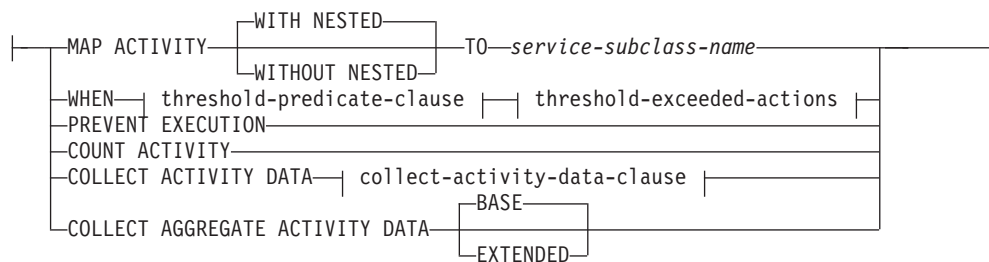 WITH NESTED
MAP ACTIVITY TO service-subclass-name
WITHOUT NESTED
WHEN threshold-predicate-clause threshold-exceeded-actions
PREVENT EXECUTION
COUNT ACTIVITY
COLLECT ACTIVITY DATA collect-activity-data-clause
BASE
COLLECT AGGREGATE ACTIVITY DATA
EXTENDED